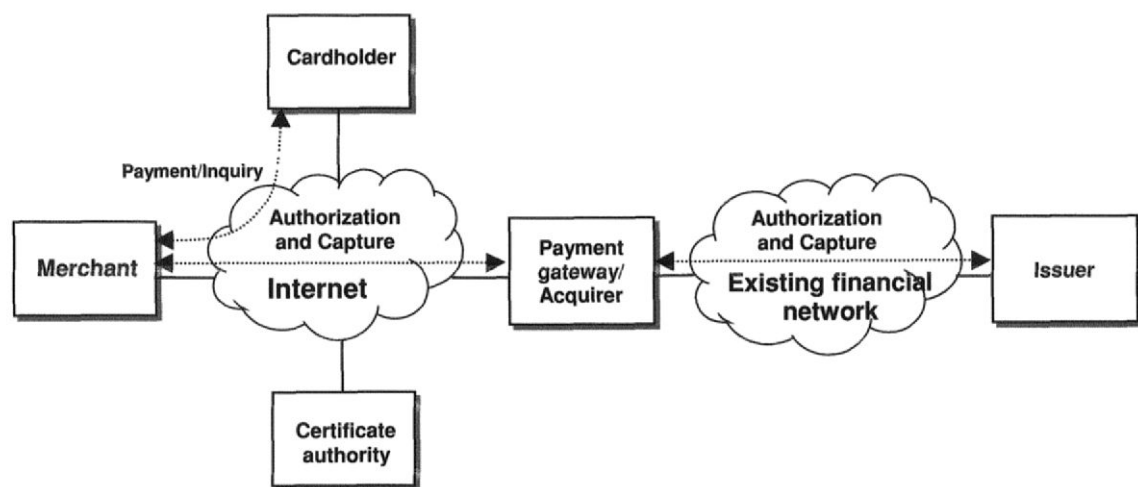 Cardholder
Payment/Inquiry
Authorization
and Capture
Internet
Merchant
Payment
gateway/
Acquirer
Authorization
and Capture
Existing financial
network
Issuer
Certificate
authority